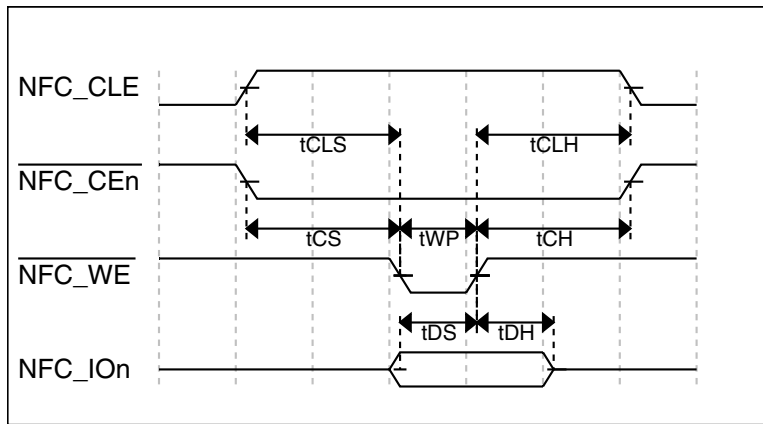 NFC_CLE
tCLS tCLH
NFC_CEn
tCS tWP tCH
NFC_WE
tDS tDH
NFC_IOn